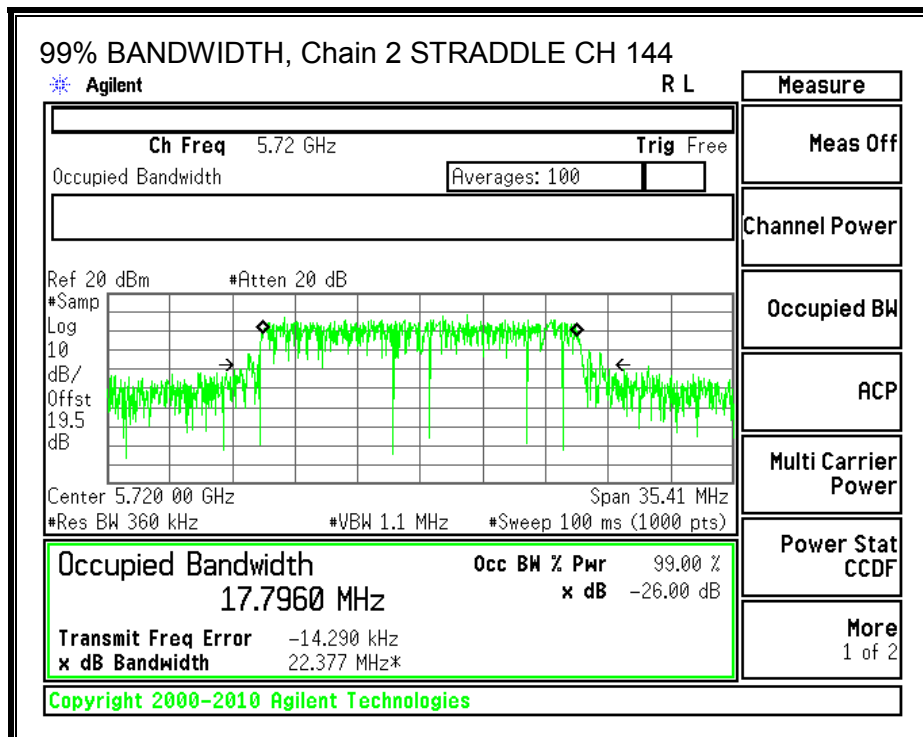 99% BANDWIDTH, Chain 2 STRADDLE CH 144
Agilent R L Measure
Ch Freq 5.72 GHz Trig Free
Meas Off
Occupied Bandwidth Averages: 100
Channel Power
Ref 20 dBm #Atten 20 dB
#Samp
Log
10
dB/
Offst
19.5
dB
Occupied BW
ACP
Multi Carrier
Power
Center 5.720 00 GHz Span 35.41 MHz
#Res BW 360 kHz #VBW 1.1 MHz #Sweep 100 ms (1000 pts)
Power Stat
CCDF
Occupied Bandwidth Occ BW % Pwr 99.00 %
17.7960 MHz x dB -26.00 dB
Transmit Freq Error -14.290 kHz
x dB Bandwidth 22.377 MHz*
More
1 of 2
Copyright 2000-2010 Agilent Technologies